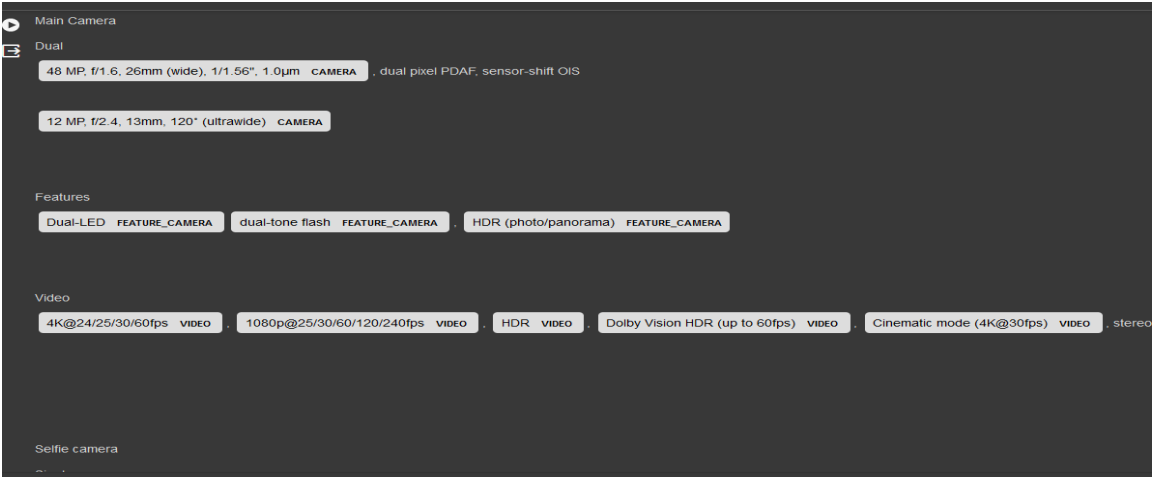 Main Camera
Dual
48 MP, f/1.6, 26mm (wide), 1/1.56", 1.0µm CAMERA , dual pixel PDAF, sensor-shift OIS
12 MP, f/2.4, 13mm, 120˚ (ultrawide) CAMERA
Features
Dual-LED FEATURE_CAMERA dual-tone flash FEATURE_CAMERA , HDR (photo/panorama) FEATURE_CAMERA
Video
4K@24/25/30/60fps VIDEO , 1080p@25/30/60/120/240fps VIDEO , HDR VIDEO , Dolby Vision HDR (up to 60fps) VIDEO , Cinematic mode (4K@30fps) VIDEO , stereo
Selfie camera